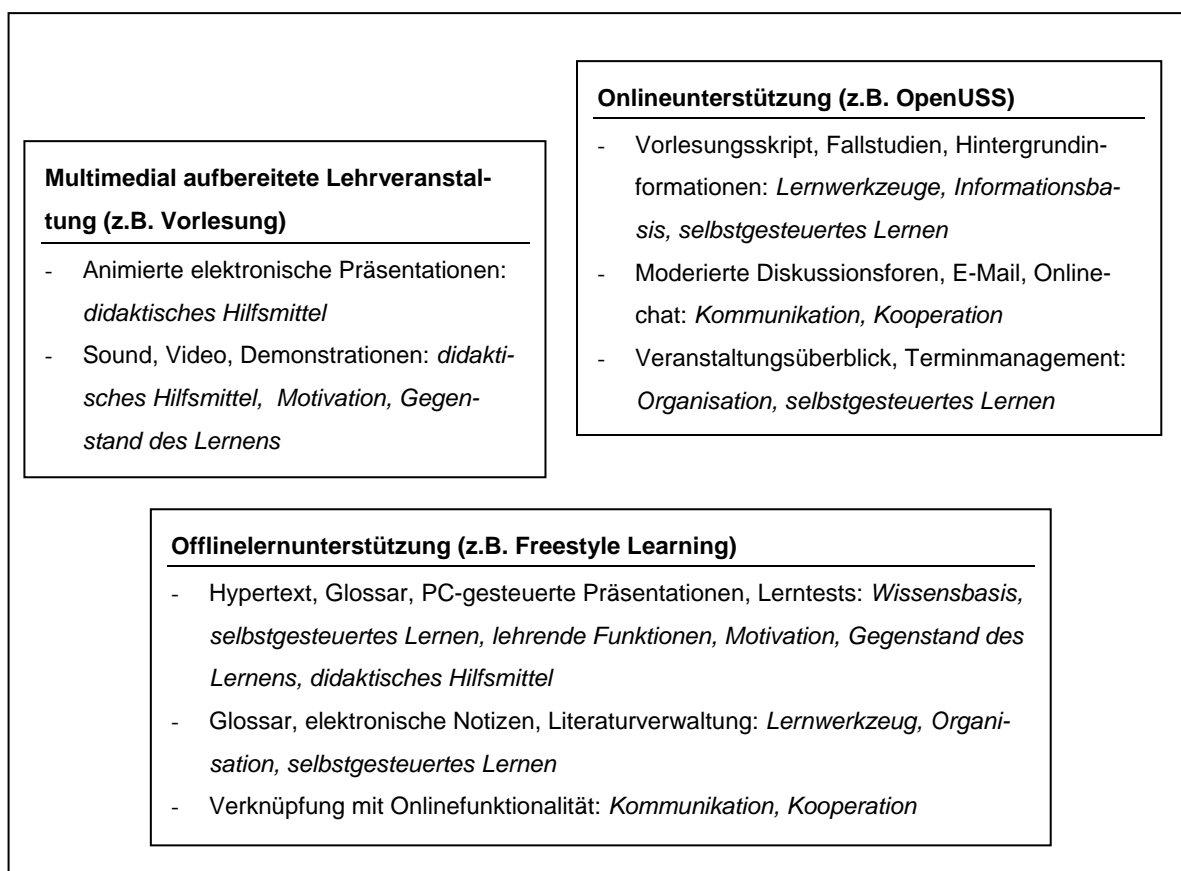 Multimedial aufbereitete Lehrveranstal-
tung (z.B. Vorlesung)
- Animierte elektronische Präsentationen:
didaktisches Hilfsmittel
- Sound, Video, Demonstrationen: didakti-
sches Hilfsmittel, Motivation, Gegen-
stand des Lernens
Onlineunterstützung (z.B. OpenUSS)
- Vorlesungsskript, Fallstudien, Hintergrundin-
formationen: Lernwerkzeuge, Informationsba-
sis, selbstgesteuertes Lernen
- Moderierte Diskussionsforen, E-Mail, Online-
chat: Kommunikation, Kooperation
- Veranstaltungsüberblick, Terminmanagement:
Organisation, selbstgesteuertes Lernen
Offlinelernunterstützung (z.B. Freestyle Learning)
- Hypertext, Glossar, PC-gesteuerte Präsentationen, Lerntests: Wissensbasis,
selbstgesteuertes Lernen, lehrende Funktionen, Motivation, Gegenstand des
Lernens, didaktisches Hilfsmittel
- Glossar, elektronische Notizen, Literaturverwaltung: Lernwerkzeug, Organi-
sation, selbstgesteuertes Lernen
- Verknüpfung mit Onlinefunktionalität: Kommunikation, Kooperation